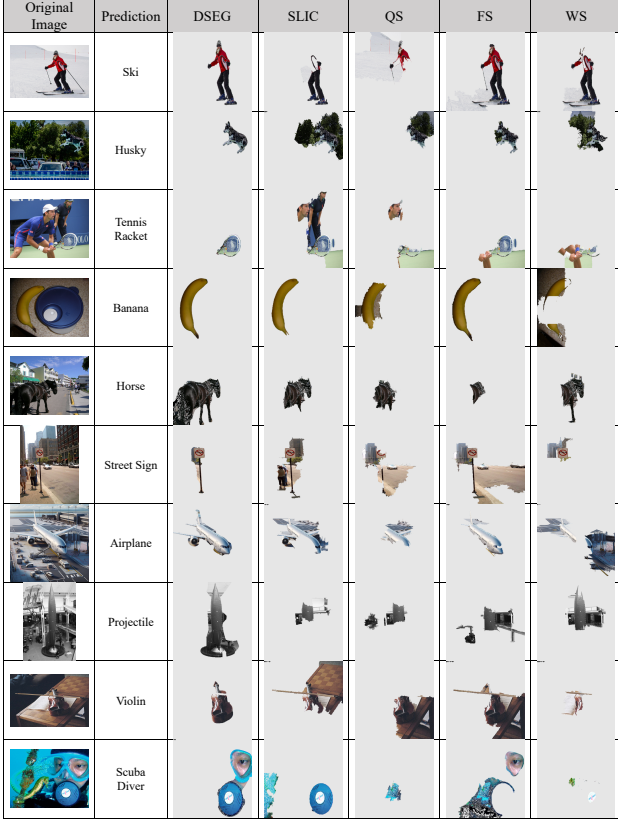 Original
Image
Prediction
DSEG
SLIC
QS
FS
WS
Ski
Husky
Tennis
Racket
Banana
Horse
Street Sign
Airplane
Projectile
Violin
Scuba
Diver